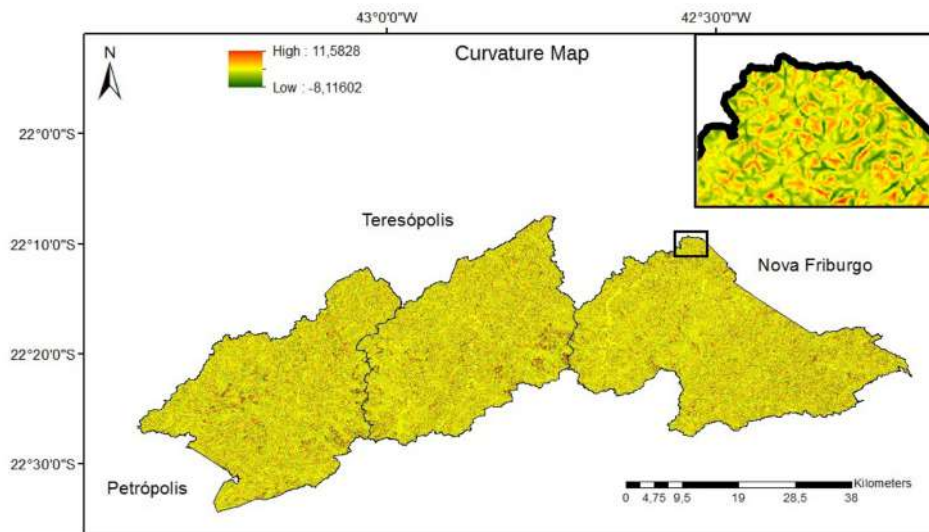 43°0'0"W 42°30'0"W
N
High : 11,5828
Low : -8,11602
Curvature Map
22°0'0"S
22°10'0"S
22°20'0"S
22°30'0"S
Teresópolis
Nova Friburgo
Petrópolis
Kilometers
0 4,75 9,5 19 28,5 38